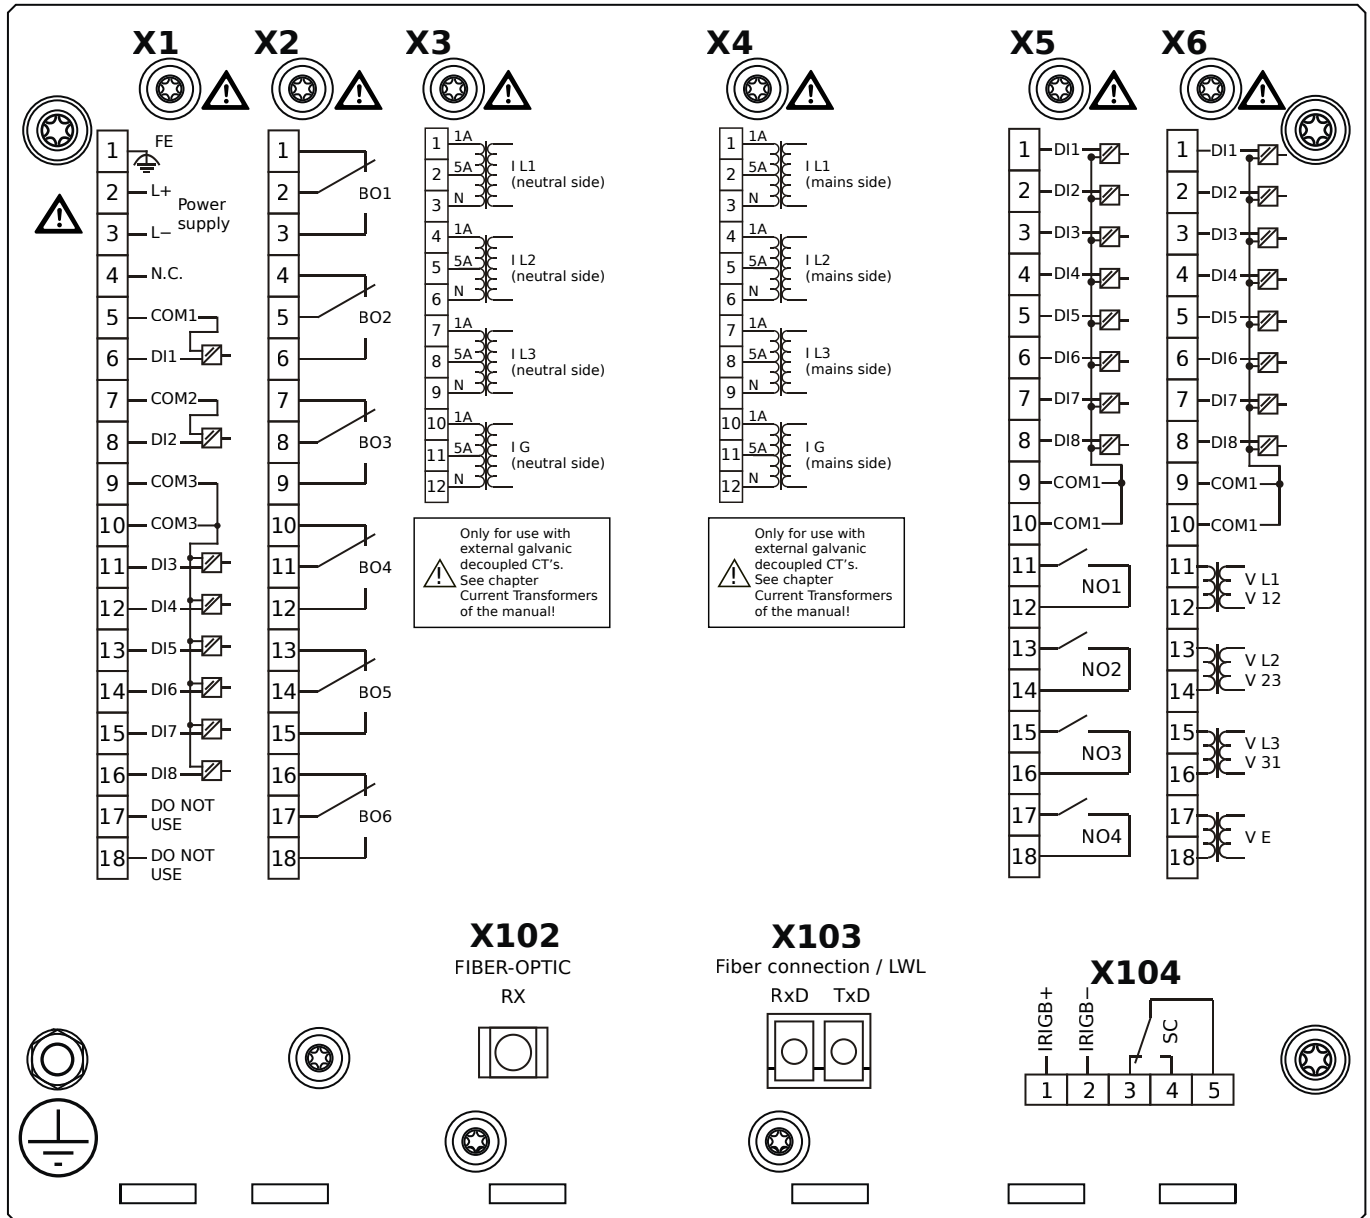 X1
1 FE
2 L+
Power
supply
3 L−
4 N.C.
5 COM1
6 DI1
7 COM2
8 DI2
9 COM3
10 COM3
11 DI3
12 DI4
13 DI5
14 DI6
15 DI7
16 DI8
17 DO NOT
USE
18 DO NOT
USE
X2
1
2 BO1
3
4
5 BO2
6
7
8 BO3
9
10
11 BO4
12
13
14 BO5
15
16
17 BO6
18
X3
1 1A
I L1
2 5A
(neutral side)
3 N
4 1A
I L2
5 5A
(neutral side)
6 N
7 1A
I L3
8 5A
(neutral side)
9 N
10 1A
I G
11 5A
(neutral side)
12 N
Only for use with
external galvanic
decoupled CT's.
See chapter
Current Transformers
of the manual!
X4
1 1A
I L1
2 5A
(mains side)
3 N
4 1A
I L2
5 5A
(mains side)
6 N
7 1A
I L3
8 5A
(mains side)
9 N
10 1A
I G
11 5A
(mains side)
12 N
Only for use with
external galvanic
decoupled CT's.
See chapter
Current Transformers
of the manual!
X5
1 DI1
2 DI2
3 DI3
4 DI4
5 DI5
6 DI6
7 DI7
8 DI8
9 COM1
10 COM1
11
NO1
12
13
NO2
14
15
NO3
16
17
NO4
18
X6
1 DI1
2 DI2
3 DI3
4 DI4
5 DI5
6 DI6
7 DI7
8 DI8
9 COM1
10 COM1
11
V L1
V 12
12
13
V L2
V 23
14
15
V L3
V 31
16
17
V E
18
X102
FIBER-OPTIC
RX
X103
Fiber connection / LWL
RxD TxD
X104
IRIGB+
IRIGB−
SC
1 2 3 4 5